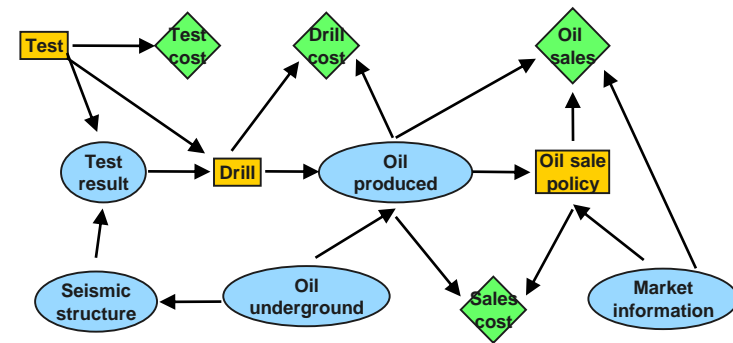 Test
Test
cost
Drill
cost
Oil
sales
Test
result
Drill
Oil
produced
Oil sale
policy
Seismic
structure
Oil
underground
Sales
cost
Market
information